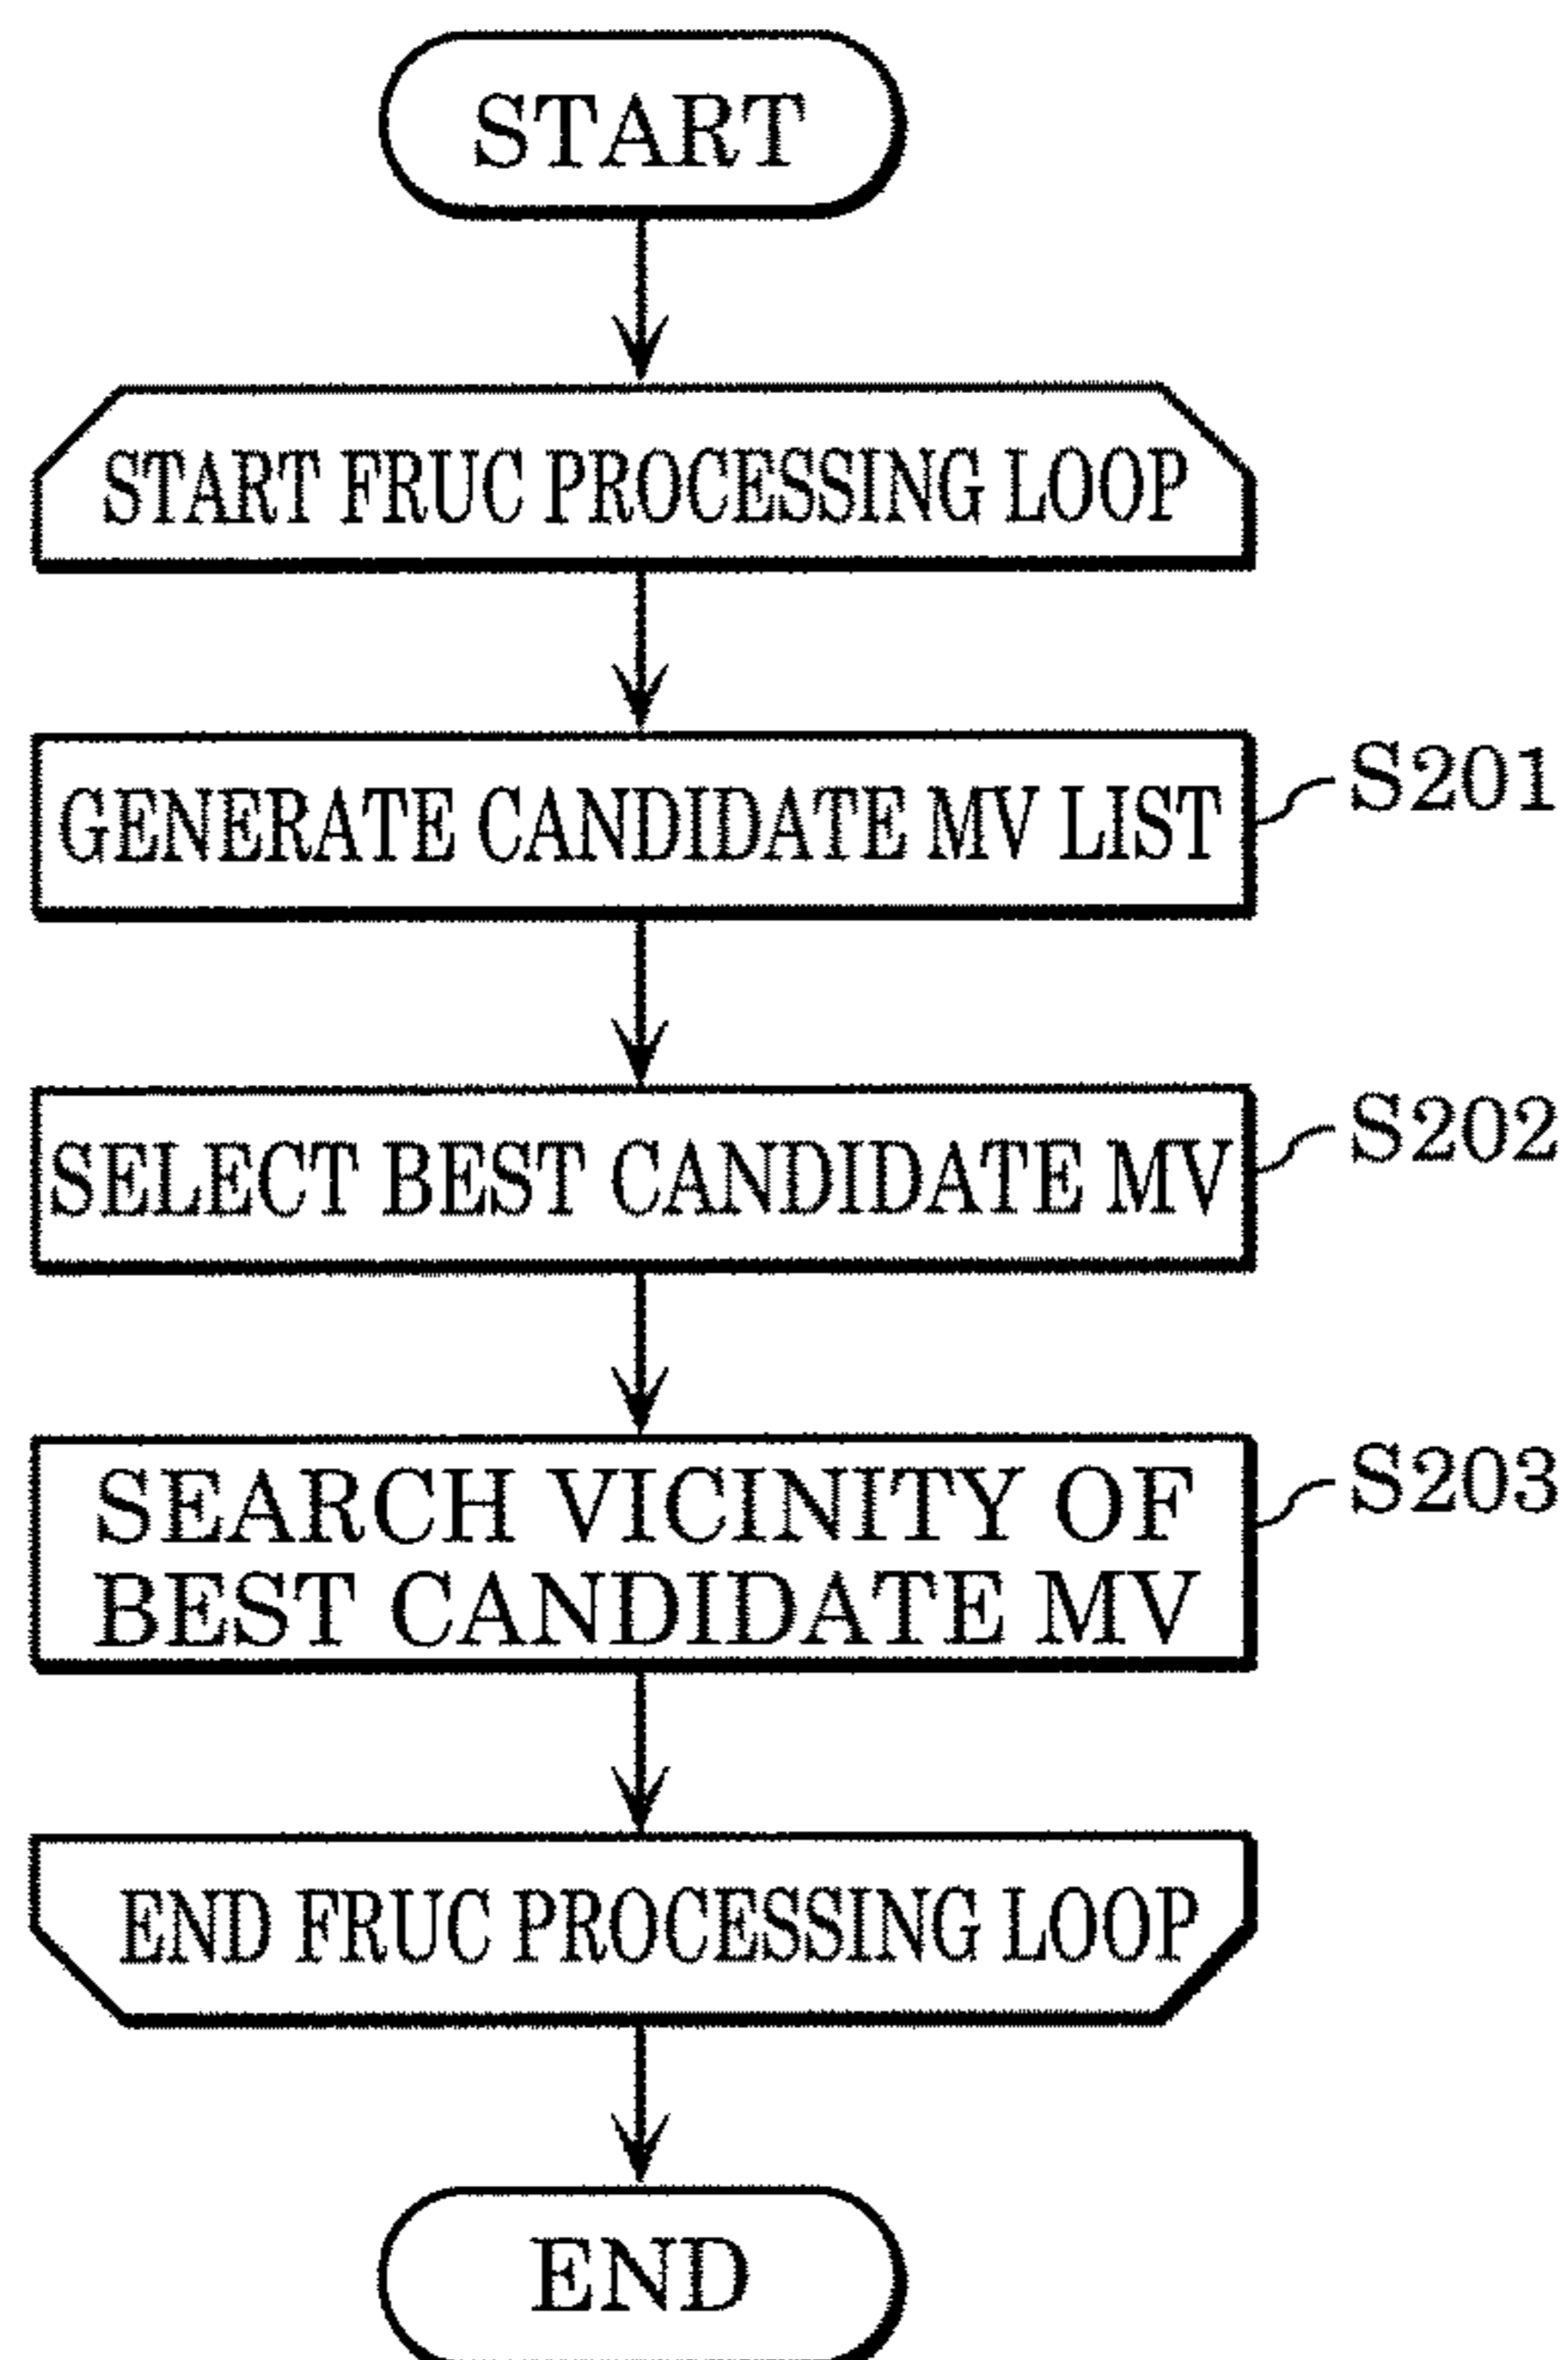 START
START FRUC PROCESSING LOOP
GENERATE CANDIDATE MV LIST
S201
SELECT BEST CANDIDATE MV
S202
SEARCH VICINITY OF
BEST CANDIDATE MV
S203
END FRUC PROCESSING LOOP
END